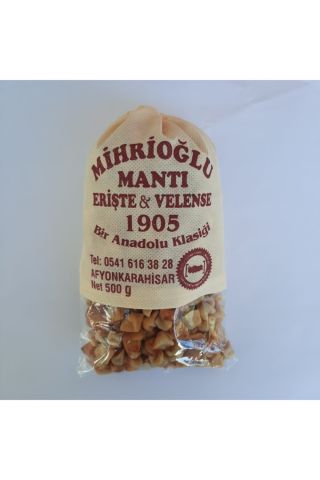 MİHRİOĞLU
MANTI
ERİŞTE & VELENSE
1905
Bir Anadolu Klasiği
Tel: 0541 616 38 28
AFYONKARAHİSAR
Net 500 g